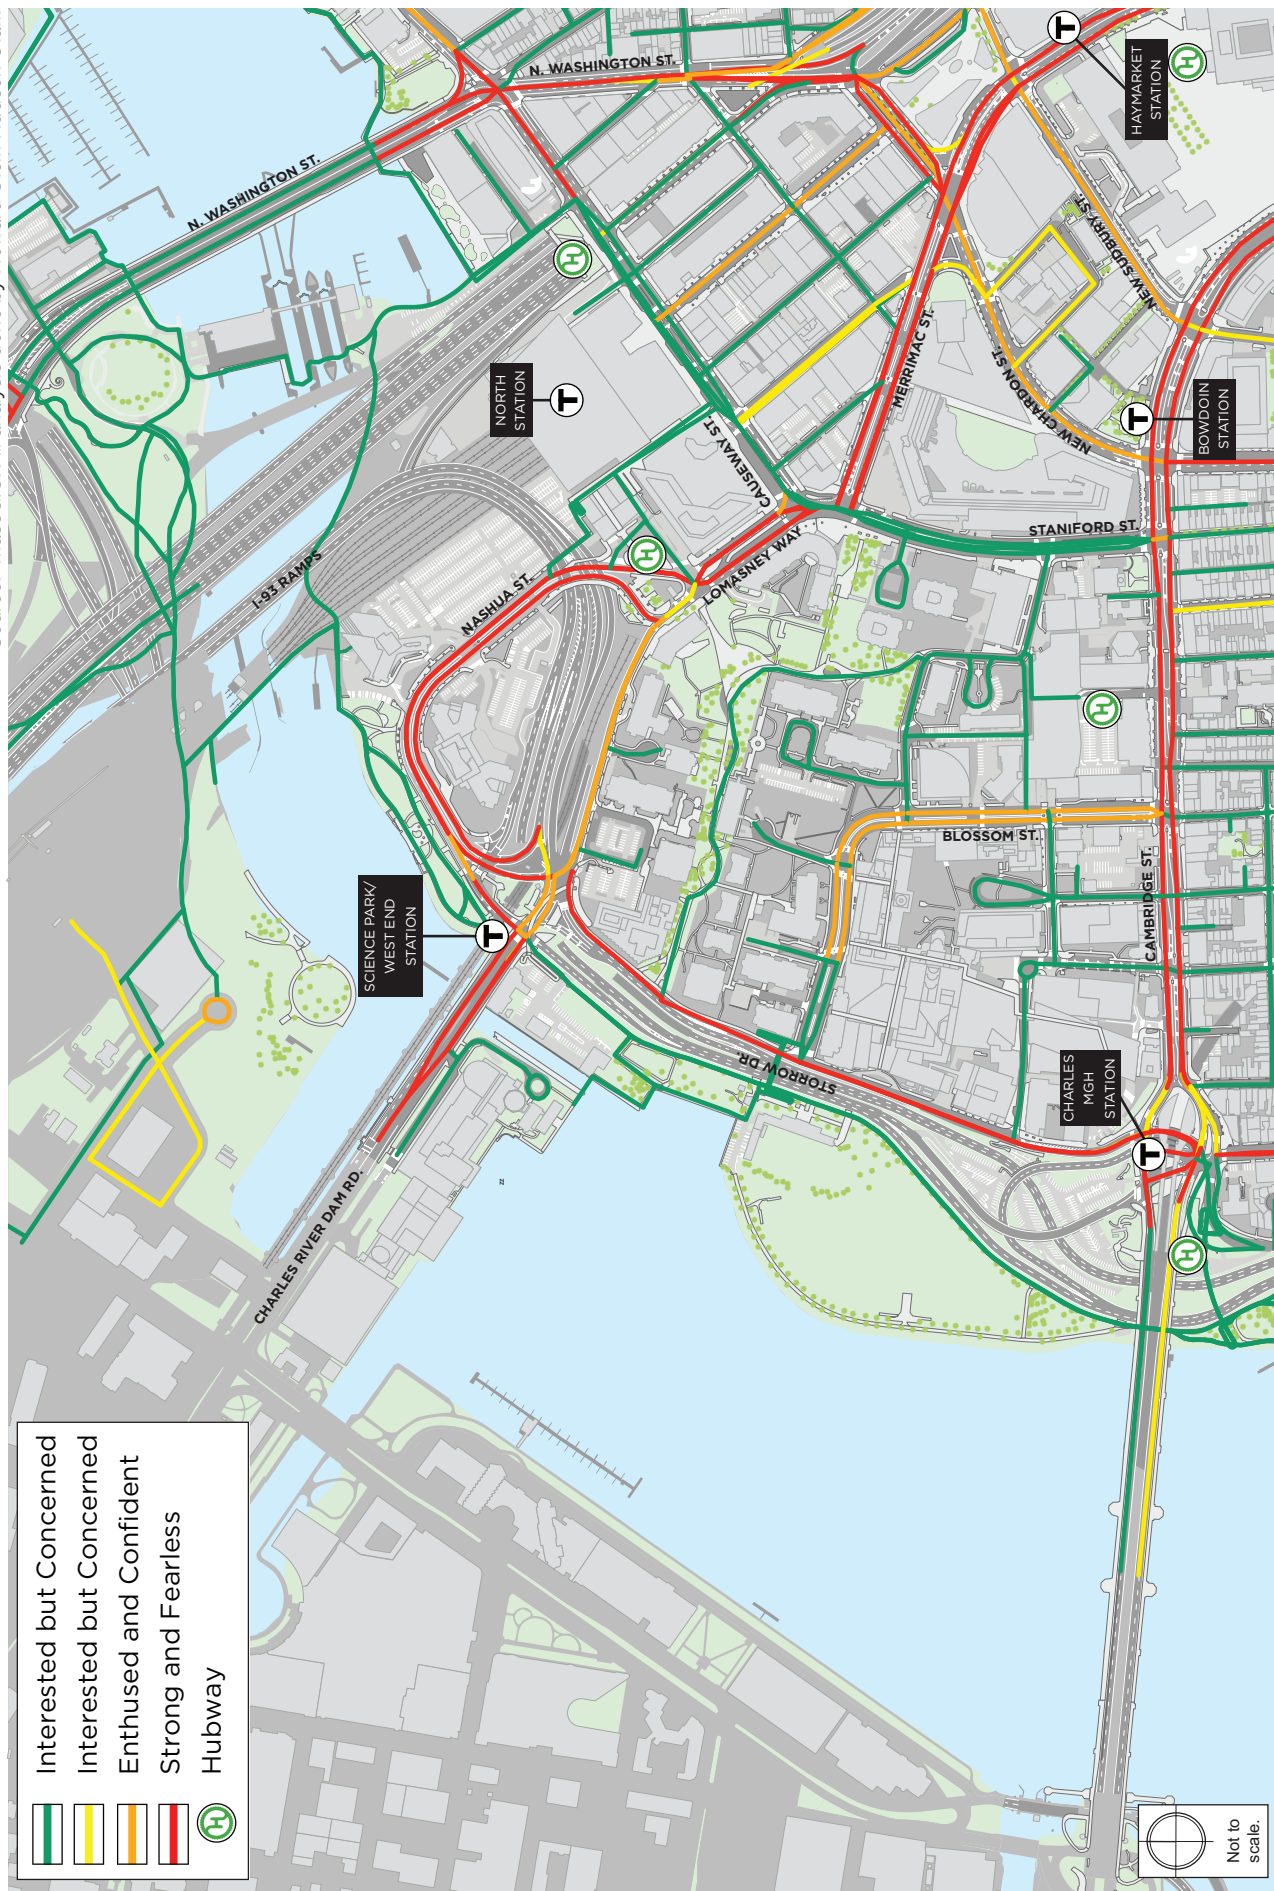 Interested but Concerned
Interested but Concerned
Enthused and Confident
Strong and Fearless
Hubway
Not to
scale.
CHARLES RIVER DAM RD.
SCIENCE PARK/
WEST END
STATION
CHARLES
MGH
STATION
STORROW DR.
CAMBRIDGE ST.
BLOSSOM ST.
NASHUA ST.
I-93 RAMPS
LOMASNEY WAY
CAUSEWAY ST.
STANIFORD ST.
NORTH
STATION
T
T
T
T
T
BOWDOIN
STATION
MERRIMAC ST.
NEW CHARDON ST.
NEW SUDBURY ST.
N. WASHINGTON ST.
N. WASHINGTON ST.
HAYMARKET
STATION